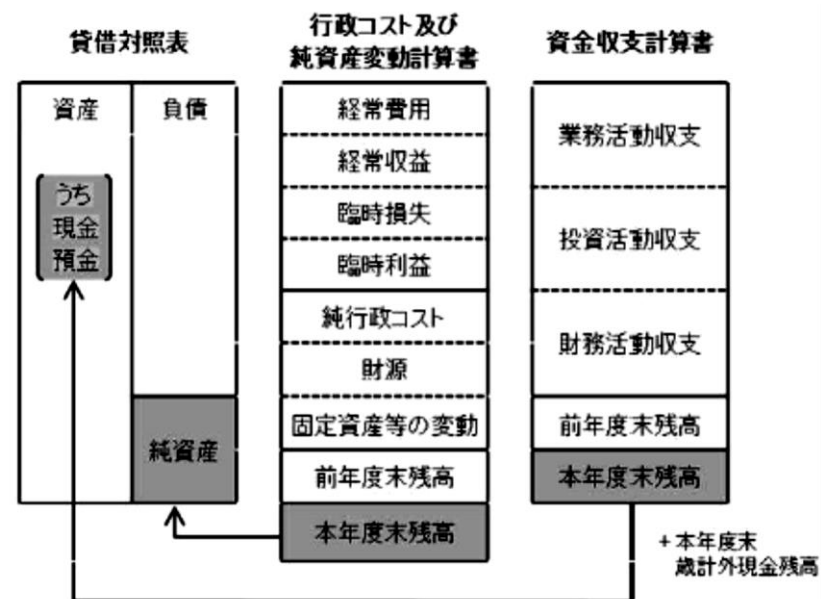 貸借対照表
資産
負債
うち
現金
預金
純資産
行政コスト及び
純資産変動計算書
経常費用
経常収益
臨時損失
臨時利益
純行政コスト
財源
固定資産等の変動
前年度末残高
本年度末残高
資金収支計算書
業務活動収支
投資活動収支
財務活動収支
前年度末残高
本年度末残高
+本年度末
歳計外現金残高